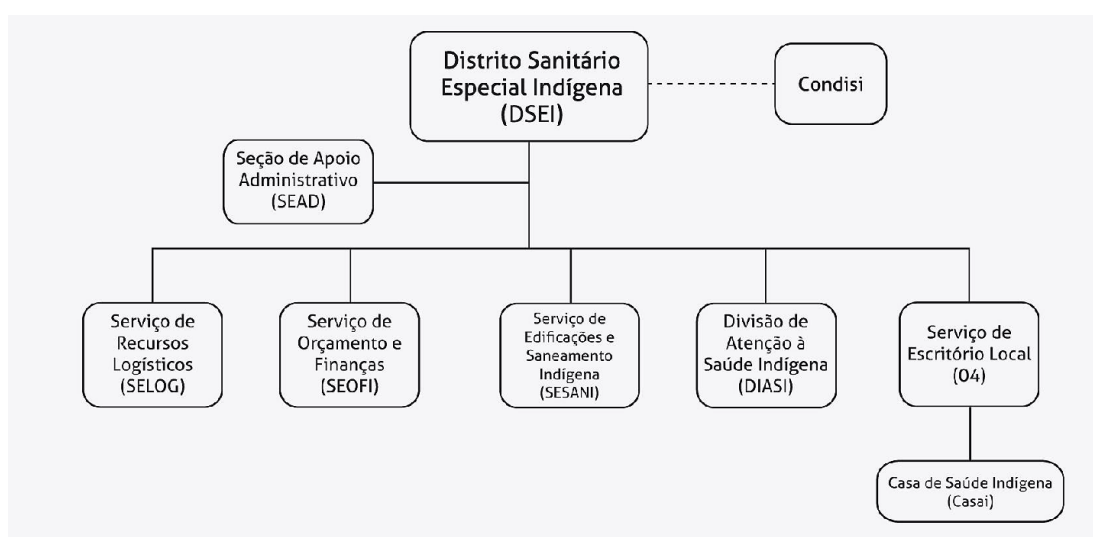 Distrito Sanitário
Especial Indígena
(DSEI)
Condisi
Seção de Apoio
Administrativo
(SEAD)
Serviço de
Recursos
Logísticos
(SELOG)
Serviço de
Orçamento e
Finanças
(SEOFI)
Serviço de
Edificações e
Saneamento
Indígena
(SESANI)
Divisão de
Atenção à
Saúde Indígena
(DIASI)
Serviço de
Escritório Local
(04)
Casa de Saúde Indígena
(Casai)